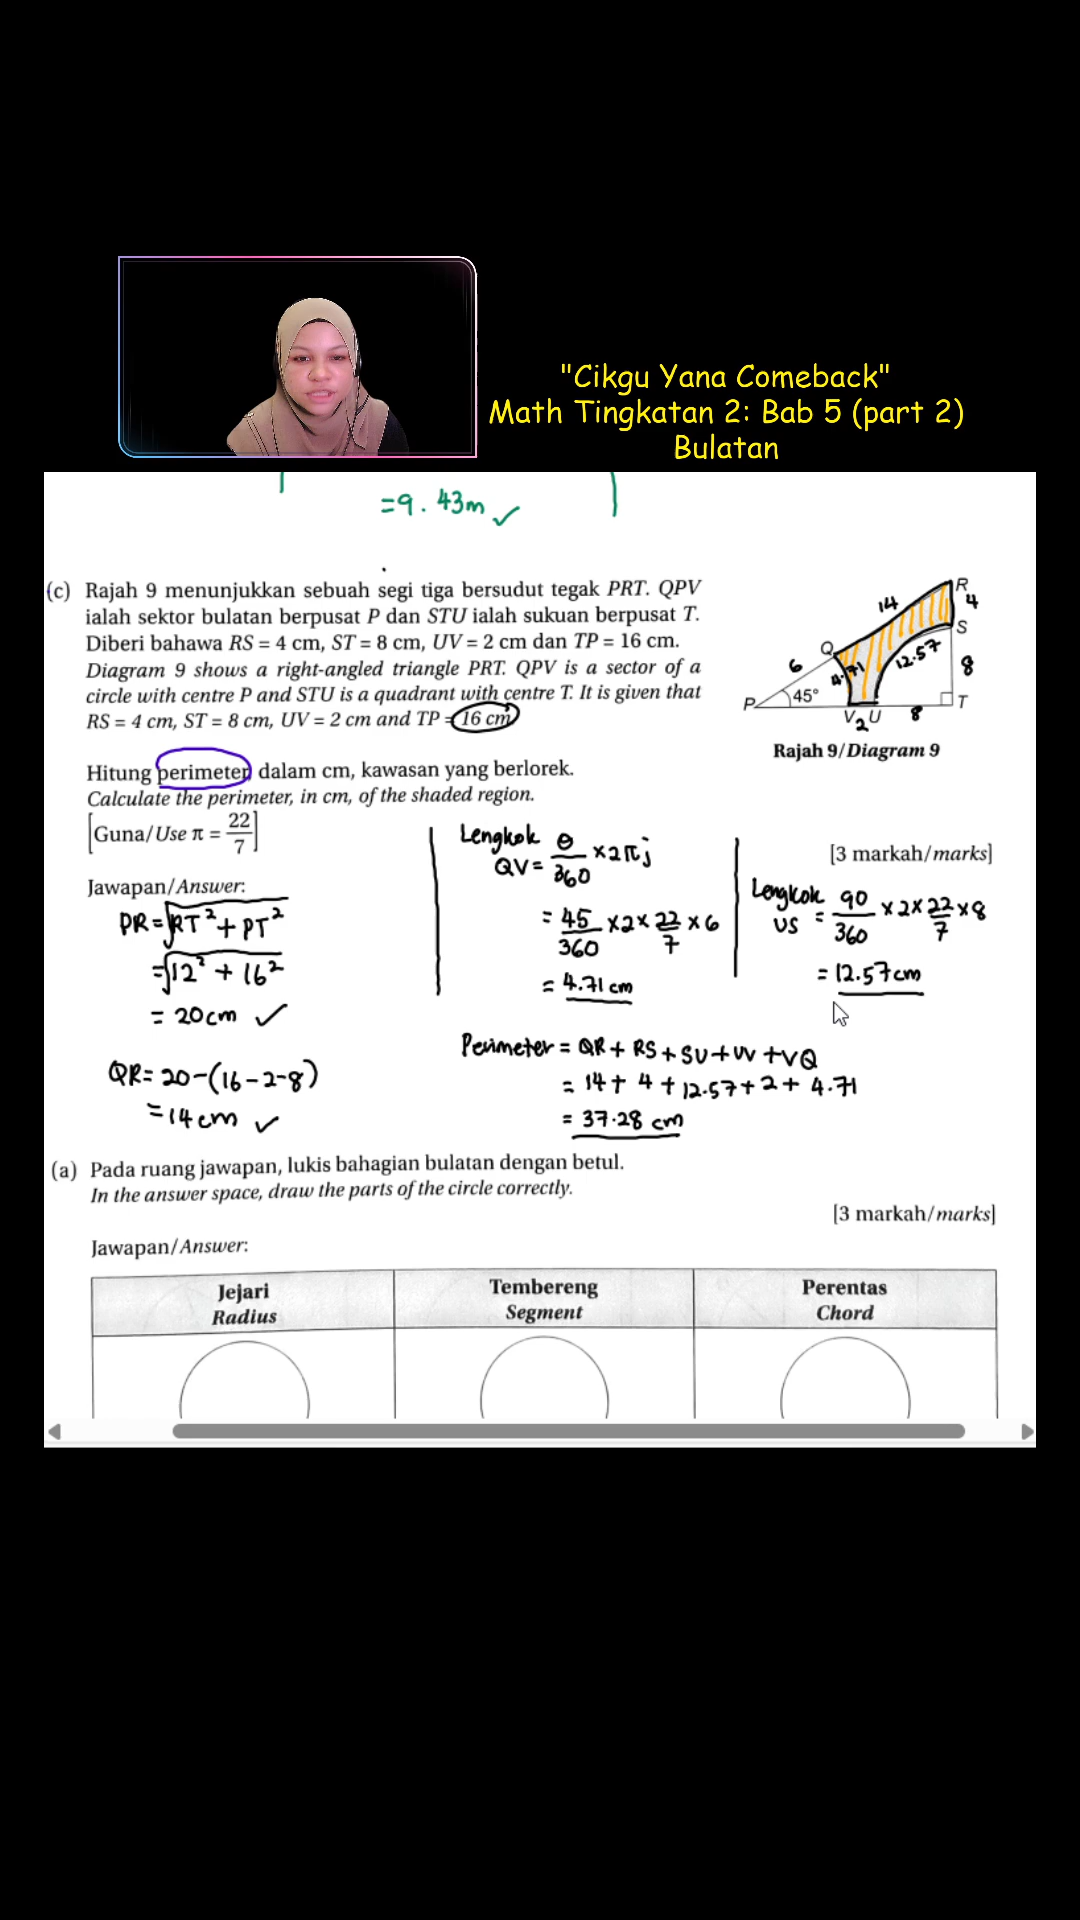 "Cikgu Yana Comeback"
Math Tingkatan 2: Bab 5 (part 2)
Bulatan
=9.43m ✓
(c) Rajah 9 menunjukkan sebuah segi tiga bersudut tegak PRT. QPV
ialah sektor bulatan berpusat P dan STU ialah sukuan berpusat T.
Diberi bahawa RS = 4 cm, ST = 8 cm, UV = 2 cm dan TP = 16 cm.
Diagram 9 shows a right-angled triangle PRT. QPV is a sector of a
circle with centre P and STU is a quadrant with centre T. It is given that
RS = 4 cm, ST = 8 cm, UV = 2 cm and TP = 16 cm
R
14
4
S
Q
12.57
6
4.71
8
P
45°
T
V
2
U
8
Rajah 9/Diagram 9
Hitung perimeter dalam cm, kawasan yang berlorek.
Calculate the perimeter, in cm, of the shaded region.
[Guna/Use π = 22/7]
[3 markah/marks]
Jawapan/Answer:
PR=√RT²+PT²
=√12²+16²
= 20cm ✓
QR= 20-(16-2-8)
=14cm ✓
Lengkok
QV= θ/360 ×2πj
= 45/360 ×2× 22/7 ×6
= 4.71cm
Lengkok
US = 90/360 ×2× 22/7 ×8
= 12.57cm
Perimeter = QR+ RS+SU+UV+VQ
= 14+ 4 +12.57+2+ 4.71
= 37.28 cm
(a) Pada ruang jawapan, lukis bahagian bulatan dengan betul.
In the answer space, draw the parts of the circle correctly.
[3 markah/marks]
Jawapan/Answer:
Jejari
Radius
Tembereng
Segment
Perentas
Chord